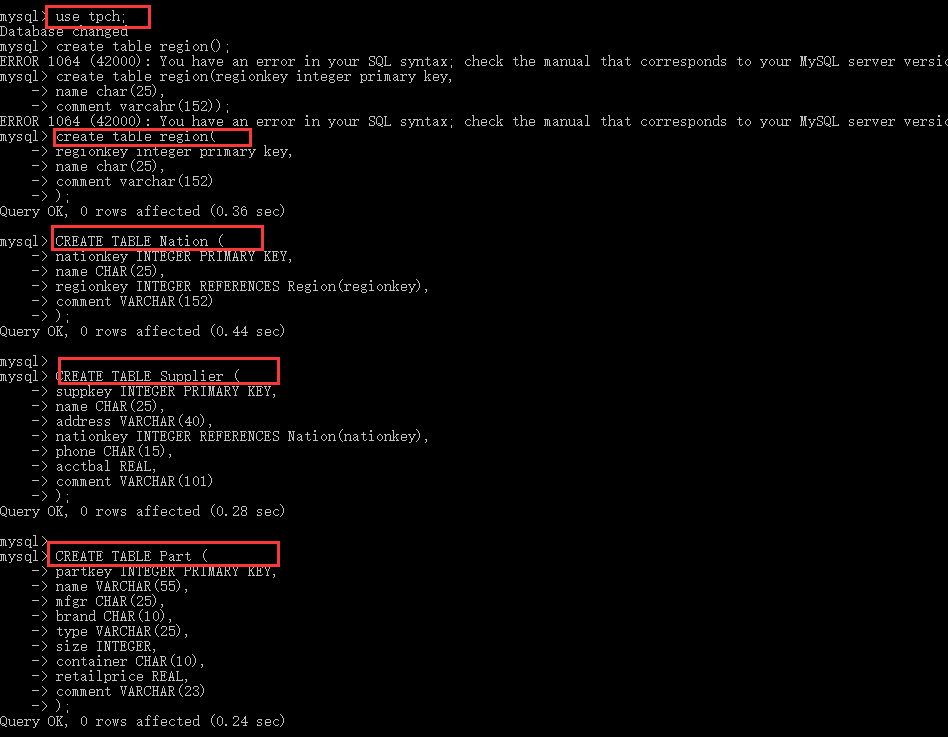 mysql> use tpch;
Database changed
mysql> create table region();
ERROR 1064 (42000): You have an error in your SQL syntax; check the manual that corresponds to your MySQL server versio
mysql> create table region(regionkey integer primary key,
    -> name char(25),
    -> comment varcahr(152));
ERROR 1064 (42000): You have an error in your SQL syntax; check the manual that corresponds to your MySQL server versio
mysql> create table region(
    -> regionkey integer primary key,
    -> name char(25),
    -> comment varchar(152)
    -> );
Query OK, 0 rows affected (0.36 sec)
mysql> CREATE TABLE Nation (
    -> nationkey INTEGER PRIMARY KEY,
    -> name CHAR(25),
    -> regionkey INTEGER REFERENCES Region(regionkey),
    -> comment VARCHAR(152)
    -> );
Query OK, 0 rows affected (0.44 sec)
mysql>
mysql> CREATE TABLE Supplier (
    -> suppkey INTEGER PRIMARY KEY,
    -> name CHAR(25),
    -> address VARCHAR(40),
    -> nationkey INTEGER REFERENCES Nation(nationkey),
    -> phone CHAR(15),
    -> acctbal REAL,
    -> comment VARCHAR(101)
    -> );
Query OK, 0 rows affected (0.28 sec)
mysql>
mysql> CREATE TABLE Part (
    -> partkey INTEGER PRIMARY KEY,
    -> name VARCHAR(55),
    -> mfgr CHAR(25),
    -> brand CHAR(10),
    -> type VARCHAR(25),
    -> size INTEGER,
    -> container CHAR(10),
    -> retailprice REAL,
    -> comment VARCHAR(23)
    -> );
Query OK, 0 rows affected (0.24 sec)